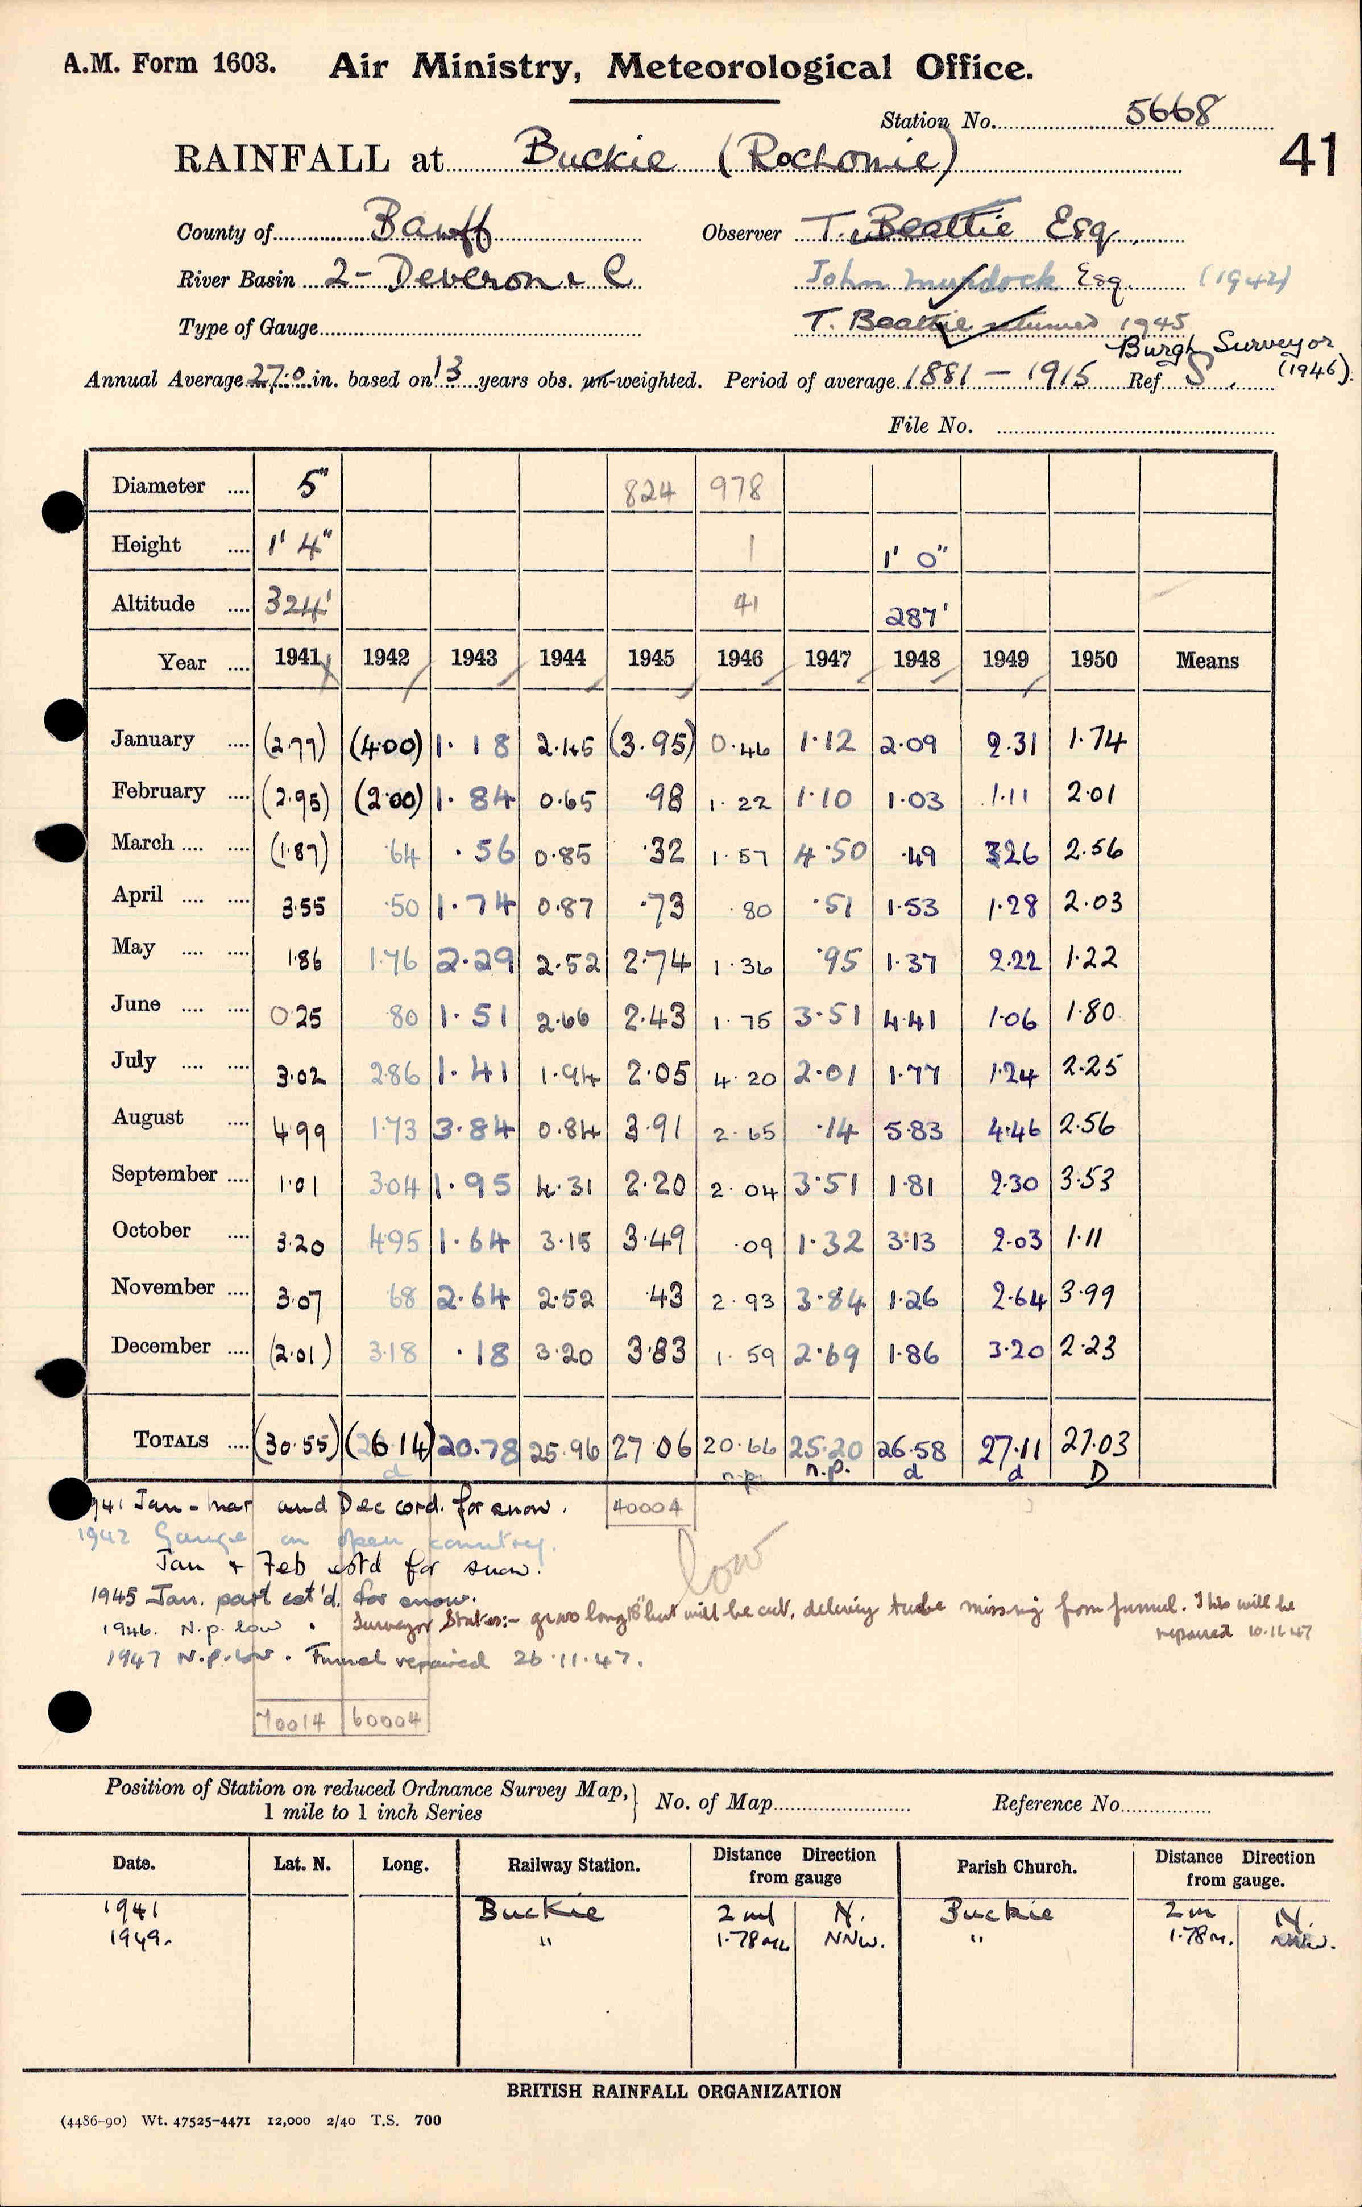 A.M. Form 1603. Air Ministry, Meteorological Office.
Station No. 5668
41
RAINFALL at Buckie (Rochomie)
County of Banff Observer T. Beattie Esq
River Basin 2 - Deveron & C John Murdock Esq (1942)
Type of Gauge T. Beattie returned 1945
Burgh Surveyor (1946).
Annual Average 27.0 in. based on 13 years obs. un-weighted. Period of average 1881 - 1915 Ref S.
File No.
Diameter 5" 824 978
Height 1' 4" 1 1' 0"
Altitude 324' 41 287'
Year 1941 1942 1943 1944 1945 1946 1947 1948 1949 1950 Means
January (2.77) (4.00) 1.18 2.45 (3.95) 0.46 1.12 2.09 2.31 1.74
February (2.95) (2.00) 1.84 0.65 .98 1.22 1.10 1.03 1.11 2.01
March (1.87) .64 .56 0.85 .32 1.57 4.50 .49 3.26 2.56
April 3.55 .50 1.74 0.87 .73 .80 .51 1.53 1.28 2.03
May 1.86 1.76 2.29 2.52 2.74 1.36 .95 1.37 2.22 1.22
June 0.25 .80 1.51 2.66 2.43 1.75 3.51 4.41 1.06 1.80
July 3.02 2.86 1.41 1.94 2.05 4.20 2.01 1.77 1.24 2.25
August 4.99 1.73 3.84 0.84 3.91 2.65 .14 5.83 4.46 2.56
September 1.01 3.04 1.95 4.31 2.20 2.04 3.51 1.81 2.30 3.53
October 3.20 4.95 1.64 3.15 3.49 .09 1.32 3.13 2.03 1.11
November 3.07 .68 2.64 2.52 .43 2.93 3.84 1.26 2.64 3.99
December (2.01) 3.18 .18 3.20 3.83 1.59 2.69 1.86 3.20 2.23
TOTALS (30.55) (26.14) 20.78 25.96 27.06 20.66 25.20 26.58 27.11 27.03
d n.p. n.p. d d D
41 Jan - Mar and Dec cord. for snow. 40004
1942 Gauge in open country. low
Jan & Feb est'd for snow.
1945 Jan. part est'd. for snow.
1946. N.p. low. Surveyor States:- grass long but will be cut, delivery tube missing from funnel. This will be repaired 10.11.47
1947 N.p. low. Funnel repaired 26.11.47.
70014 60004
Position of Station on reduced Ordnance Survey Map, 1 mile to 1 inch Series } No. of Map Reference No.
Date. Lat. N. Long. Railway Station. Distance Direction from gauge Parish Church. Distance Direction from gauge.
1941 Buckie 2 ml N. Buckie 2 m N.
1949. " 1.78 ml NNW. " 1.78 m. NNW.
BRITISH RAINFALL ORGANIZATION
(4486-90) Wt. 47525-4471 12,000 2/40 T.S. 700